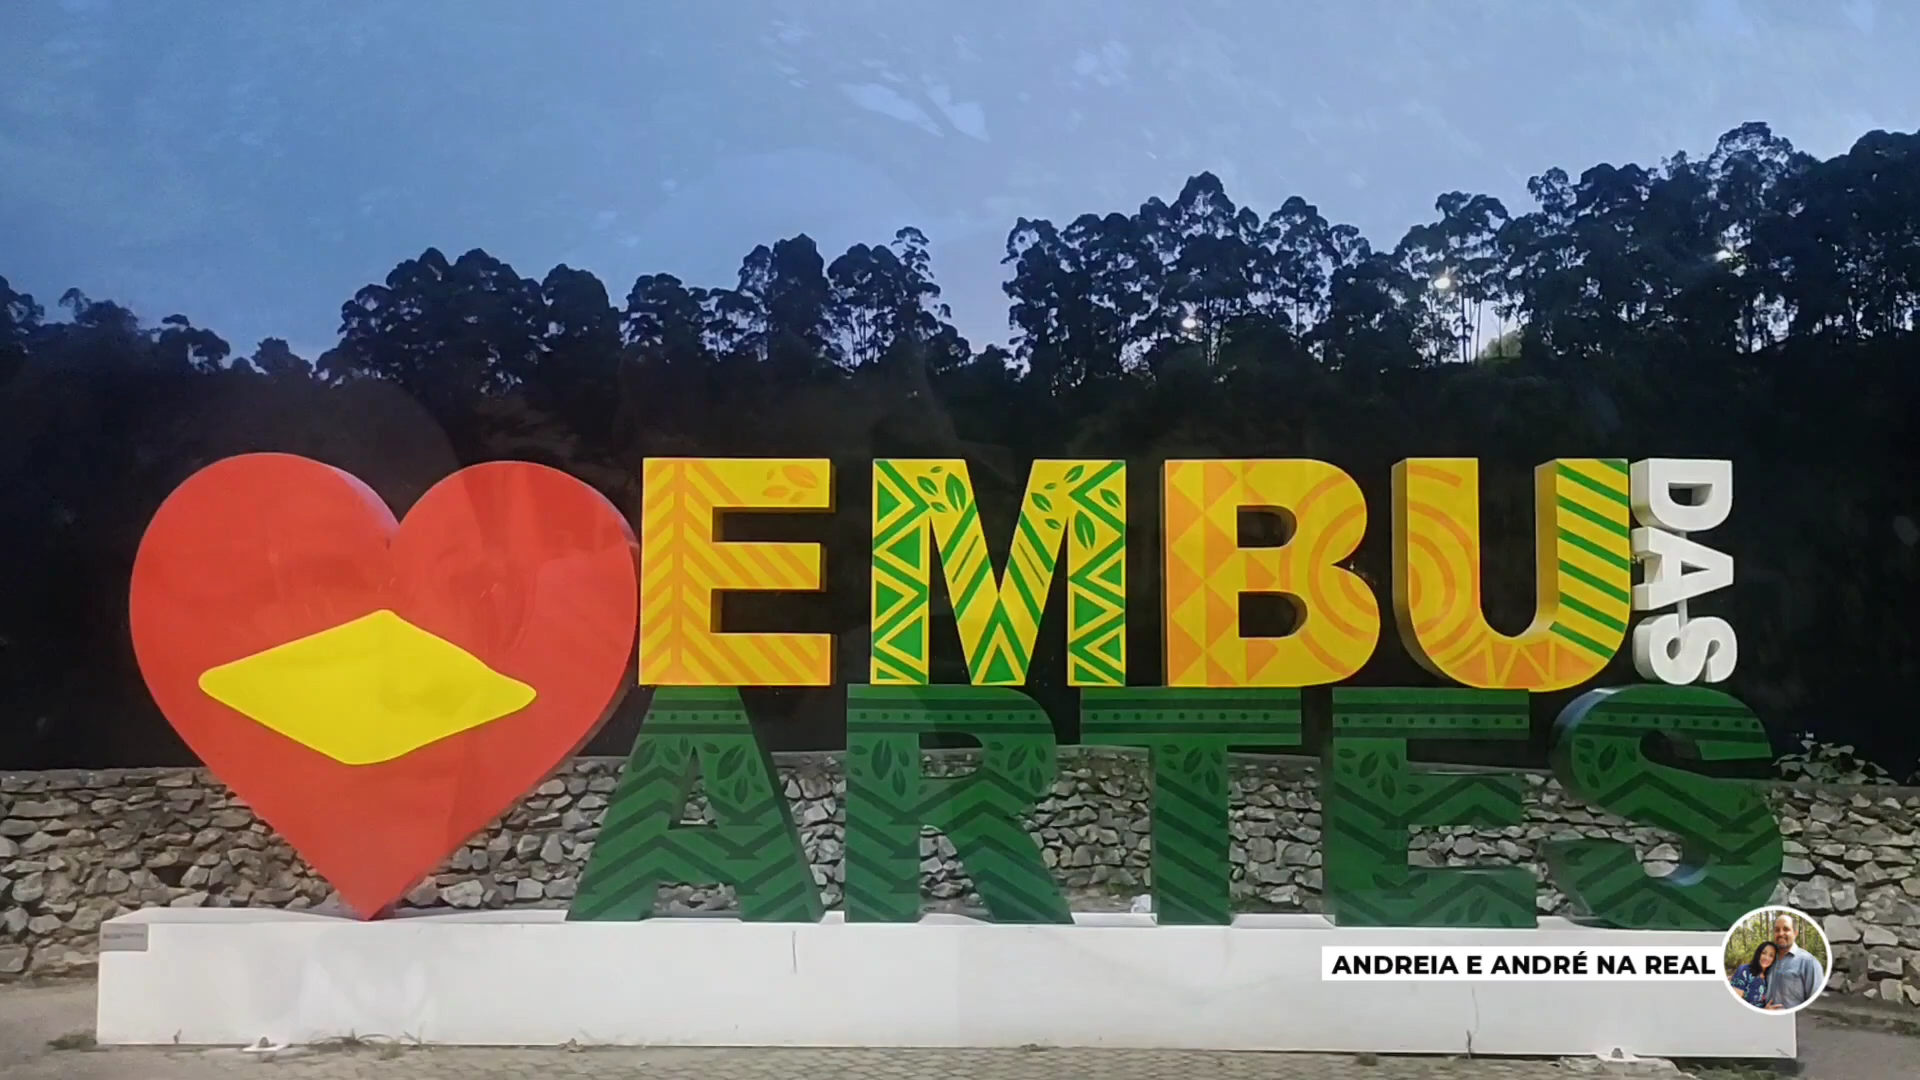 EMBU
DAS
ARTES
ANDREIA E ANDRÉ NA REAL